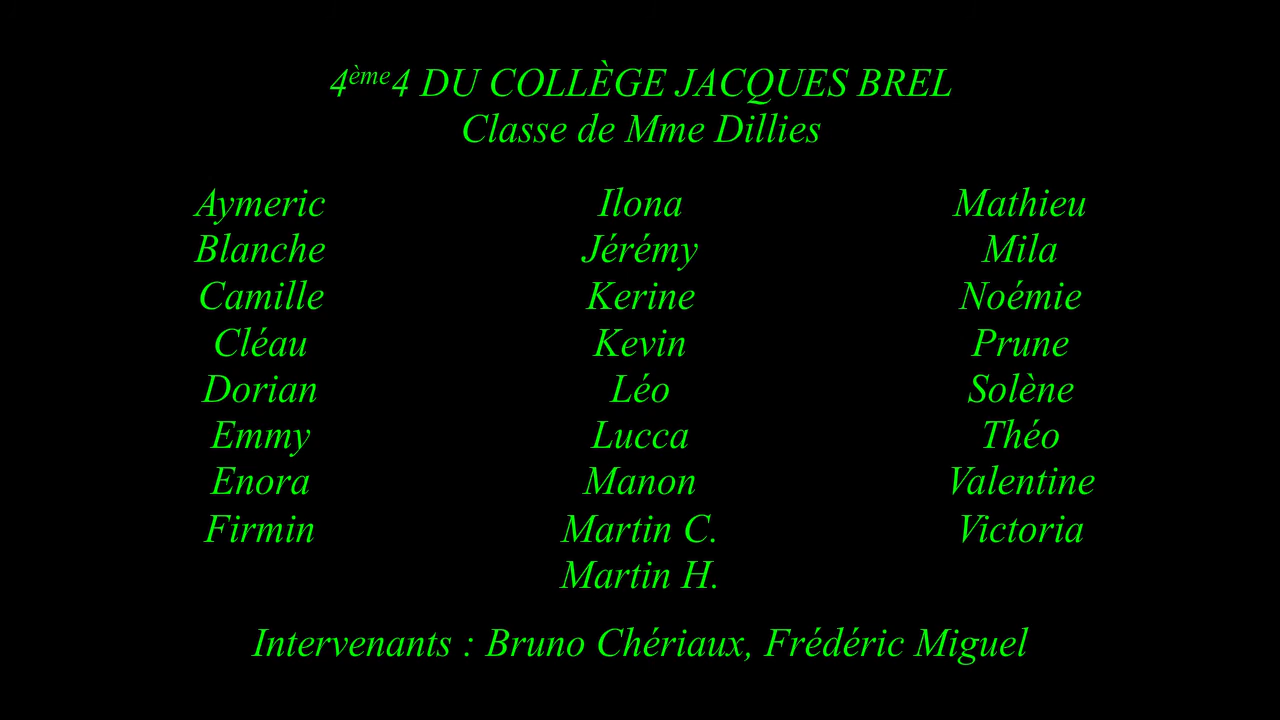 4ème4 DU COLLÈGE JACQUES BREL
Classe de Mme Dillies
Aymeric
Blanche
Camille
Cléau
Dorian
Emmy
Enora
Firmin
Ilona
Jérémy
Kerine
Kevin
Léo
Lucca
Manon
Martin C.
Martin H.
Mathieu
Mila
Noémie
Prune
Solène
Théo
Valentine
Victoria
Intervenants : Bruno Chériaux, Frédéric Miguel